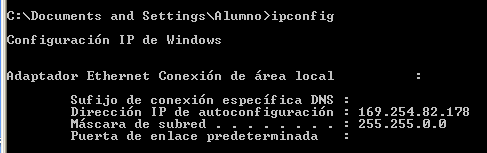 C:\Documents and Settings\Alumno>ipconfig
Configuración IP de Windows
Adaptador Ethernet Conexión de área local :
Sufijo de conexión específica DNS :
Dirección IP de autoconfiguración : 169.254.82.178
Máscara de subred . . . . . . . . : 255.255.0.0
Puerta de enlace predeterminada :